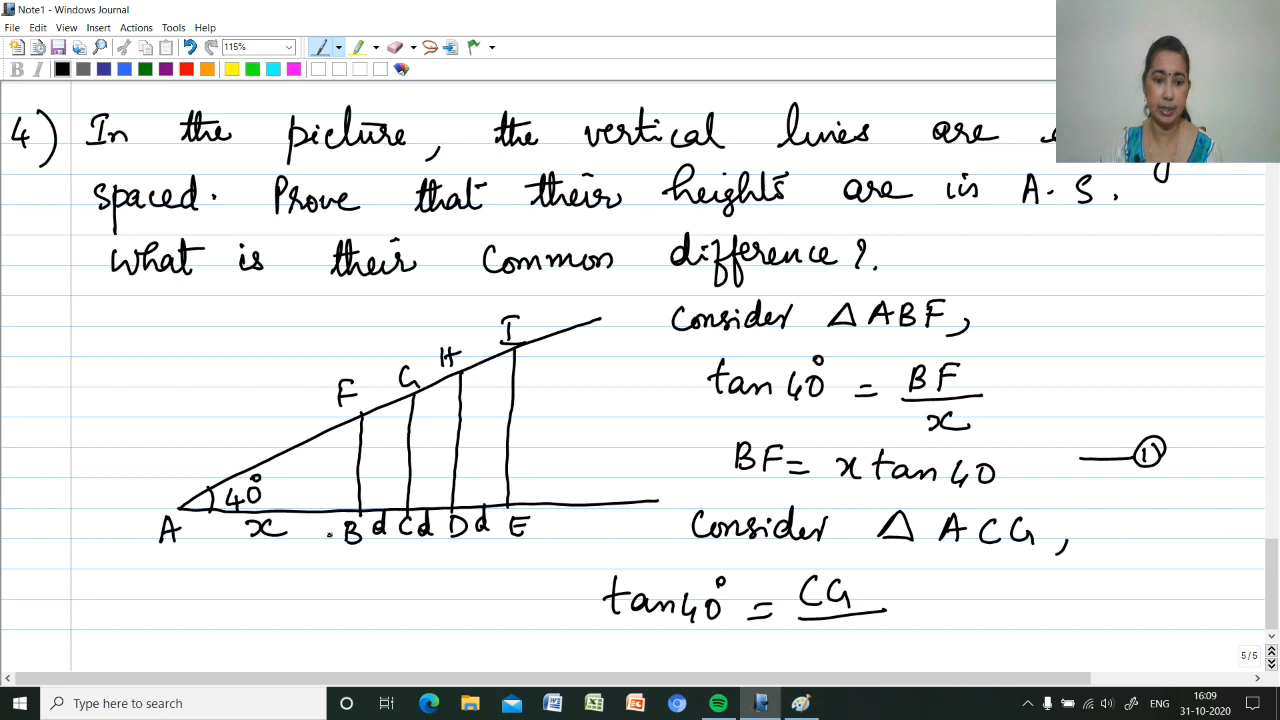 Note1 - Windows Journal
File Edit View Insert Actions Tools Help
115%
4) In the picture, the vertical lines are
spaced. Prove that their heights are in A.S.
What is their common difference?.
Consider △ABF,
tan 40° = BF/x
BF = x tan 40 —①
Consider △ ACG,
tan 40° = CG
I
H
G
F
40°
A x B d C d D d E
5/5
Type here to search
ENG
16:09
31-10-2020